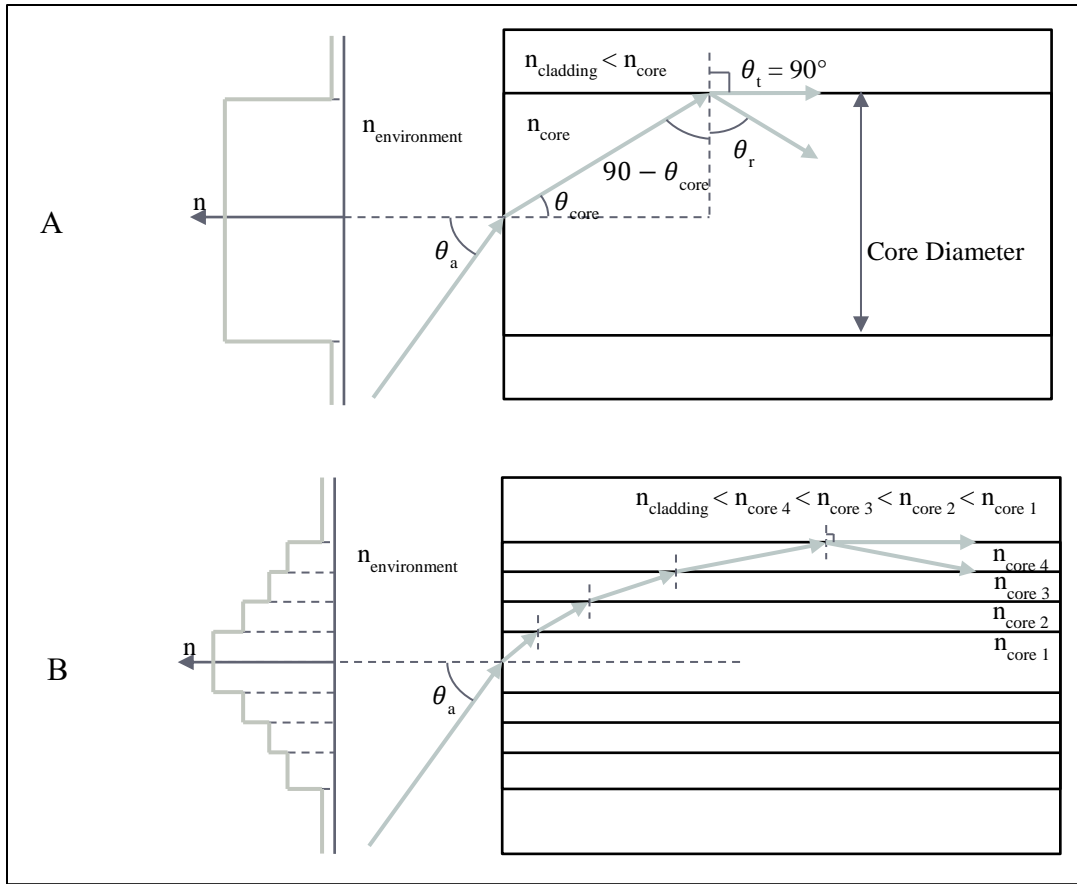 A
n
n_environment
θ_a
n_cladding < n_core
θ_t = 90°
n_core
θ_r
90 − θ_core
θ_core
Core Diameter
B
n
n_environment
θ_a
n_cladding < n_core 4 < n_core 3 < n_core 2 < n_core 1
n_core 4
n_core 3
n_core 2
n_core 1